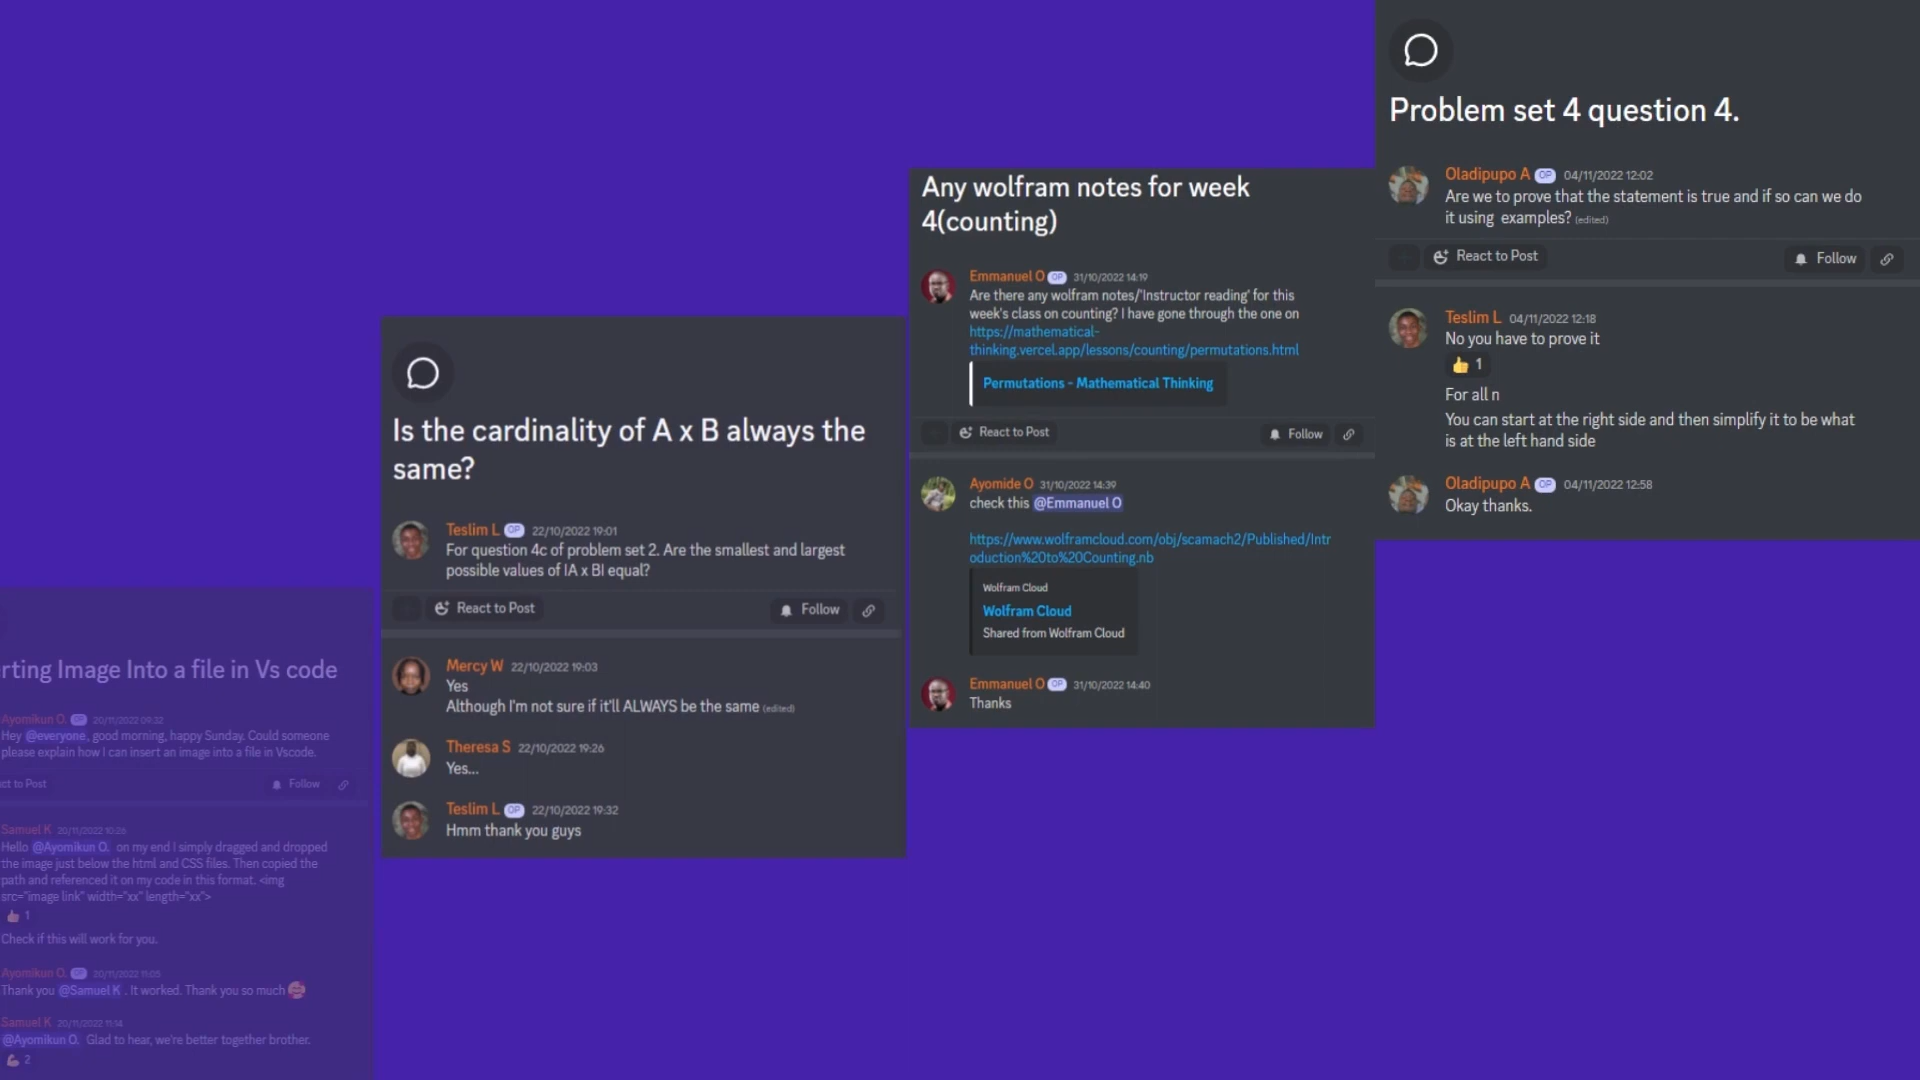 rting Image Into a file in Vs code
Ayomikun O. OP 20/11/2022 09:32
Hey @everyone, good morning, happy Sunday. Could someone
please explain how I can insert an image into a file in Vscode.
ct to Post
Follow
Samuel K 20/11/2022 10:26
Hello @Ayomikun O. on my end I simply dragged and dropped
the image just below the html and CSS files. Then copied the
path and referenced it on my code in this format. <img
src="image link" width="xx" length="xx">
1
Check if this will work for you.
Ayomikun O. OP 20/11/2022 11:05
Thank you @Samuel K . It worked. Thank you so much
Samuel K 20/11/2022 11:14
@Ayomikun O. Glad to hear, we're better together brother.
2
Is the cardinality of A x B always the
same?
Teslim L OP 22/10/2022 19:01
For question 4c of problem set 2. Are the smallest and largest
possible values of IA x BI equal?
React to Post
Follow
Mercy W 22/10/2022 19:03
Yes
Although I'm not sure if it'll ALWAYS be the same (edited)
Theresa S 22/10/2022 19:26
Yes...
Teslim L OP 22/10/2022 19:32
Hmm thank you guys
Any wolfram notes for week
4(counting)
Emmanuel O OP 31/10/2022 14:19
Are there any wolfram notes/'Instructor reading' for this
week's class on counting? I have gone through the one on
https://mathematical-
thinking.vercel.app/lessons/counting/permutations.html
Permutations - Mathematical Thinking
React to Post
Follow
Ayomide O 31/10/2022 14:39
check this @Emmanuel O
https://www.wolframcloud.com/obj/scamach2/Published/Intr
oduction%20to%20Counting.nb
Wolfram Cloud
Wolfram Cloud
Shared from Wolfram Cloud
Emmanuel O OP 31/10/2022 14:40
Thanks
Problem set 4 question 4.
Oladipupo A OP 04/11/2022 12:02
Are we to prove that the statement is true and if so can we do
it using examples? (edited)
React to Post
Follow
Teslim L 04/11/2022 12:18
No you have to prove it
1
For all n
You can start at the right side and then simplify it to be what
is at the left hand side
Oladipupo A OP 04/11/2022 12:58
Okay thanks.